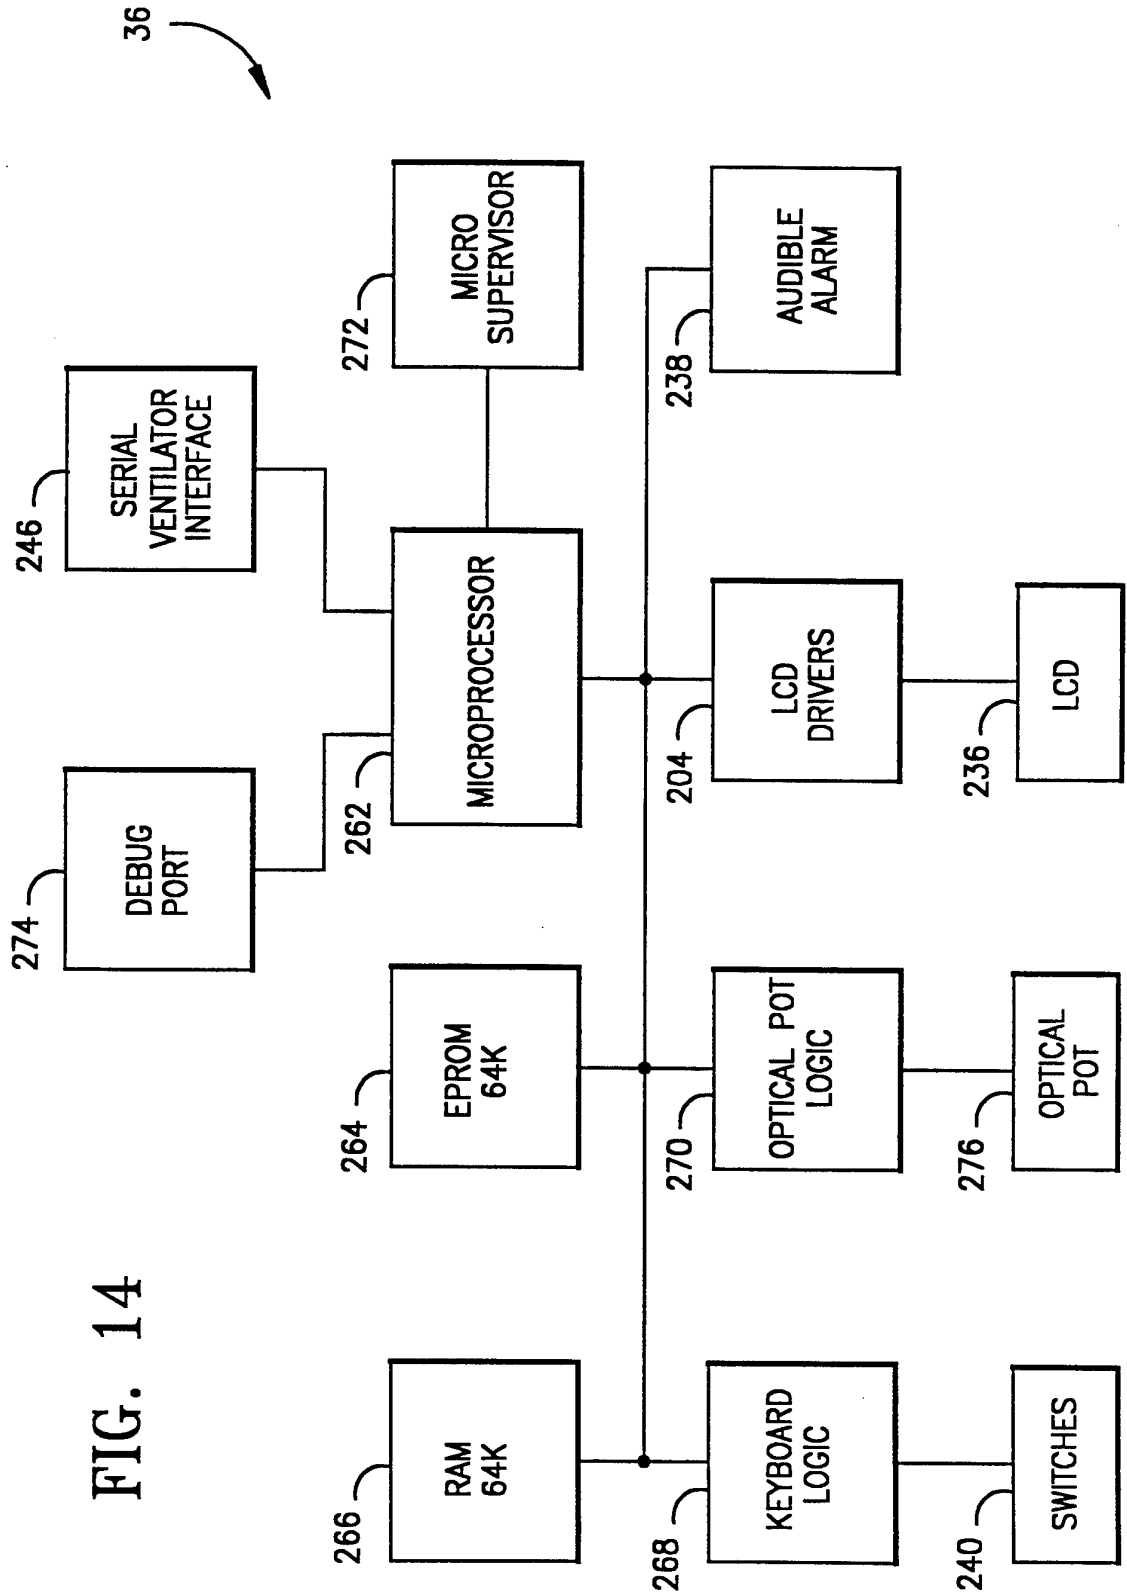 FIG. 14
36
274
DEBUG
PORT
246
SERIAL
VENTILATOR
INTERFACE
266
RAM
64K
264
EPROM
64K
262
MICROPROCESSOR
272
MICRO
SUPERVISOR
268
KEYBOARD
LOGIC
270
OPTICAL POT
LOGIC
204
LCD
DRIVERS
238
AUDIBLE
ALARM
240
SWITCHES
276
OPTICAL
POT
236
LCD